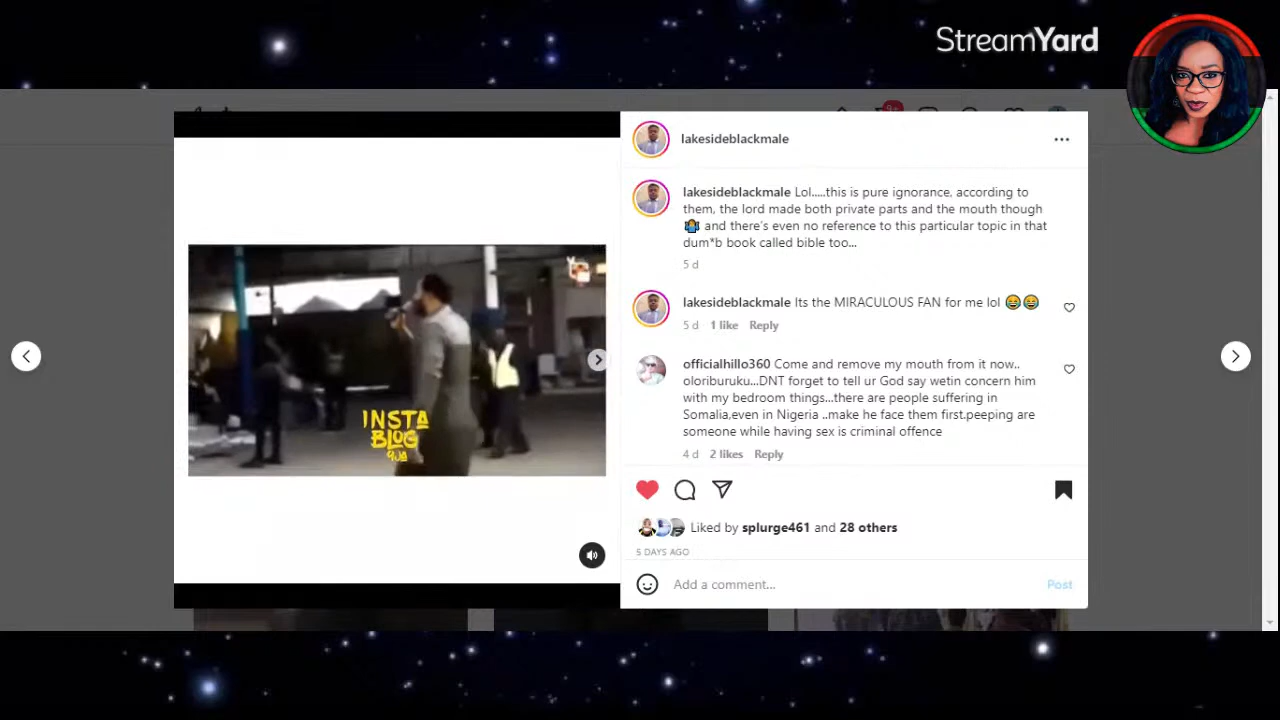 StreamYard
9+
lakesideblackmale
lakesideblackmale Lol.....this is pure ignorance, according to
them, the lord made both private parts and the mouth though
🤷 and there's even no reference to this particular topic in that
dum*b book called bible too...
5 d
lakesideblackmale Its the MIRACULOUS FAN for me lol 😂😂
5 d 1 like Reply
officialhillo360 Come and remove my mouth from it now..
oloriburuku...DNT forget to tell ur God say wetin concern him
with my bedroom things...there are people suffering in
Somalia,even in Nigeria ..make he face them first.peeping are
someone while having sex is criminal offence
4 d 2 likes Reply
INSTA
BLOG
9JA
Liked by splurge461 and 28 others
5 DAYS AGO
Add a comment...
Post